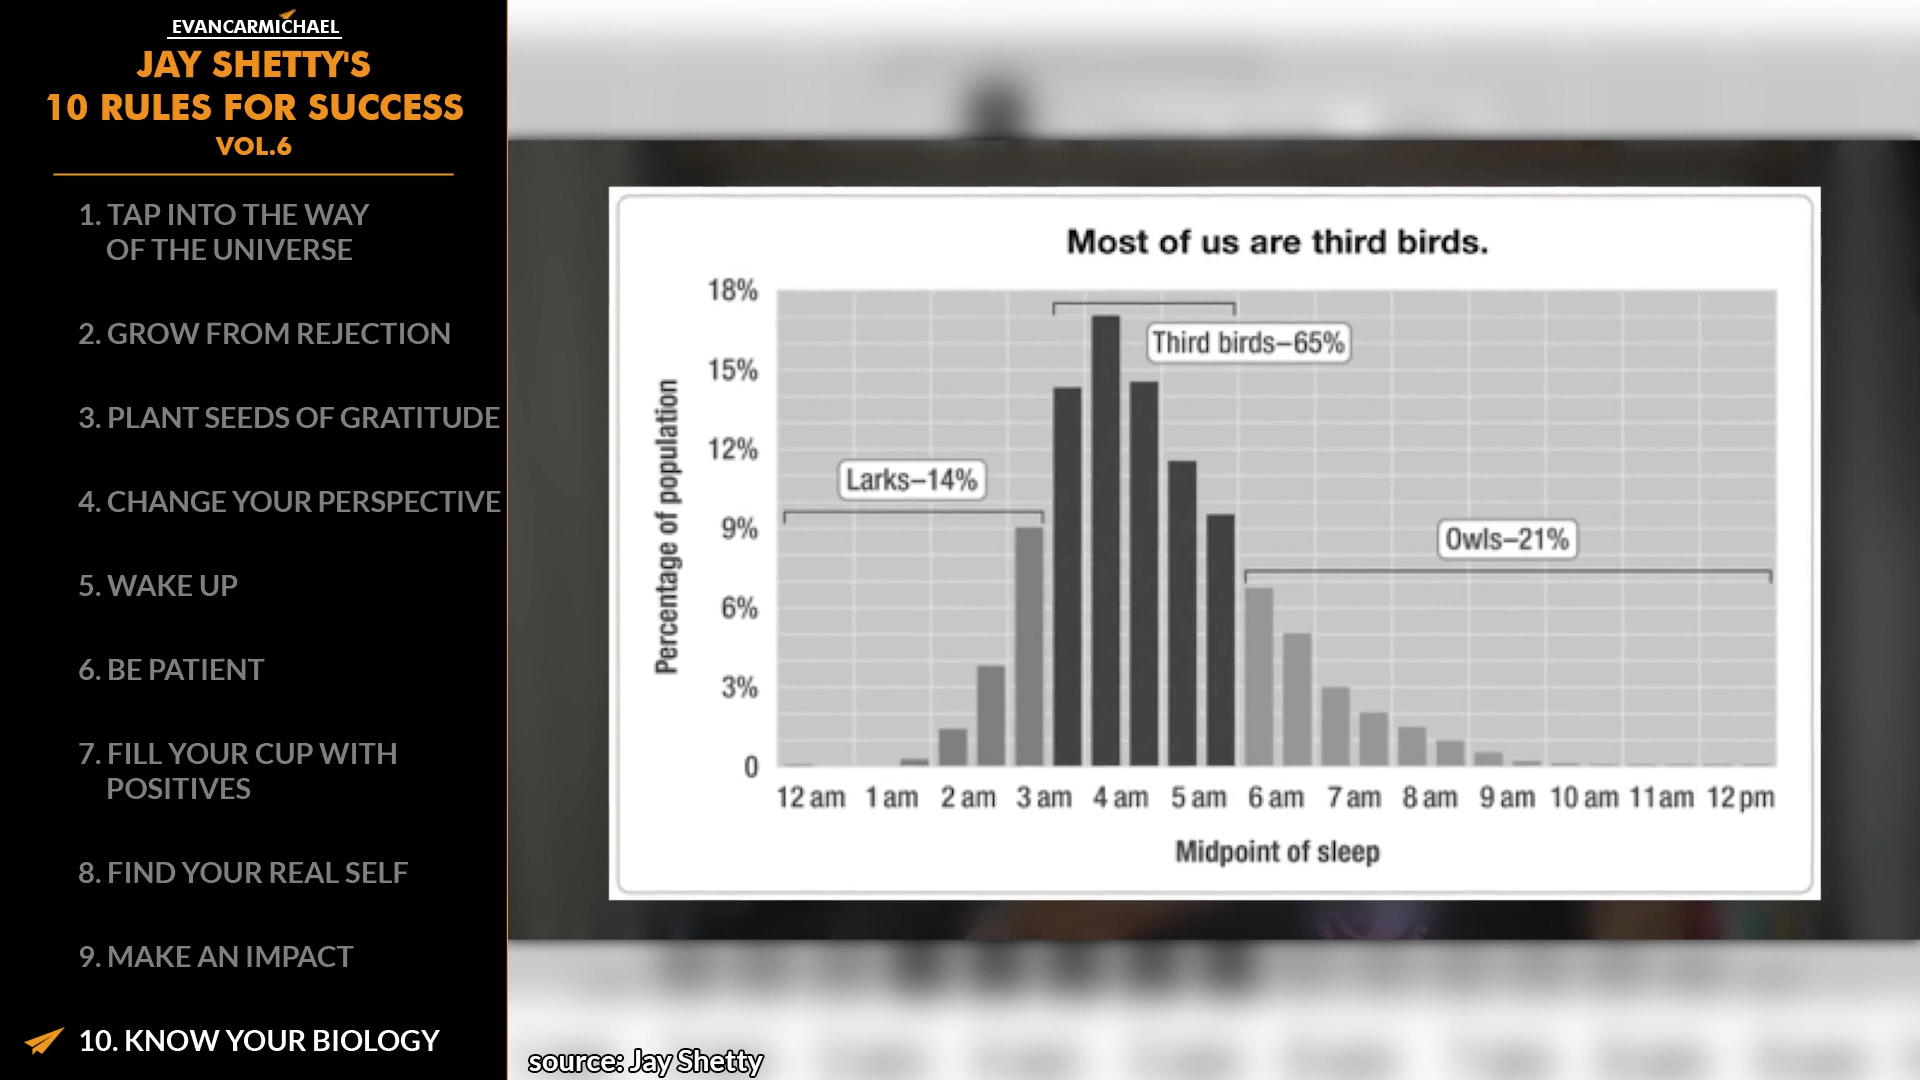 EVANCARMICHAEL
JAY SHETTY'S
10 RULES FOR SUCCESS
VOL.6
1. TAP INTO THE WAY
OF THE UNIVERSE
2. GROW FROM REJECTION
3. PLANT SEEDS OF GRATITUDE
4. CHANGE YOUR PERSPECTIVE
5. WAKE UP
6. BE PATIENT
7. FILL YOUR CUP WITH
POSITIVES
8. FIND YOUR REAL SELF
9. MAKE AN IMPACT
10. KNOW YOUR BIOLOGY
Most of us are third birds.
Percentage of population
18%
15%
12%
9%
6%
3%
0
Third birds–65%
Larks–14%
Owls–21%
12 am 1 am 2 am 3 am 4 am 5 am 6 am 7 am 8 am 9 am 10 am 11 am 12 pm
Midpoint of sleep
source: Jay Shetty